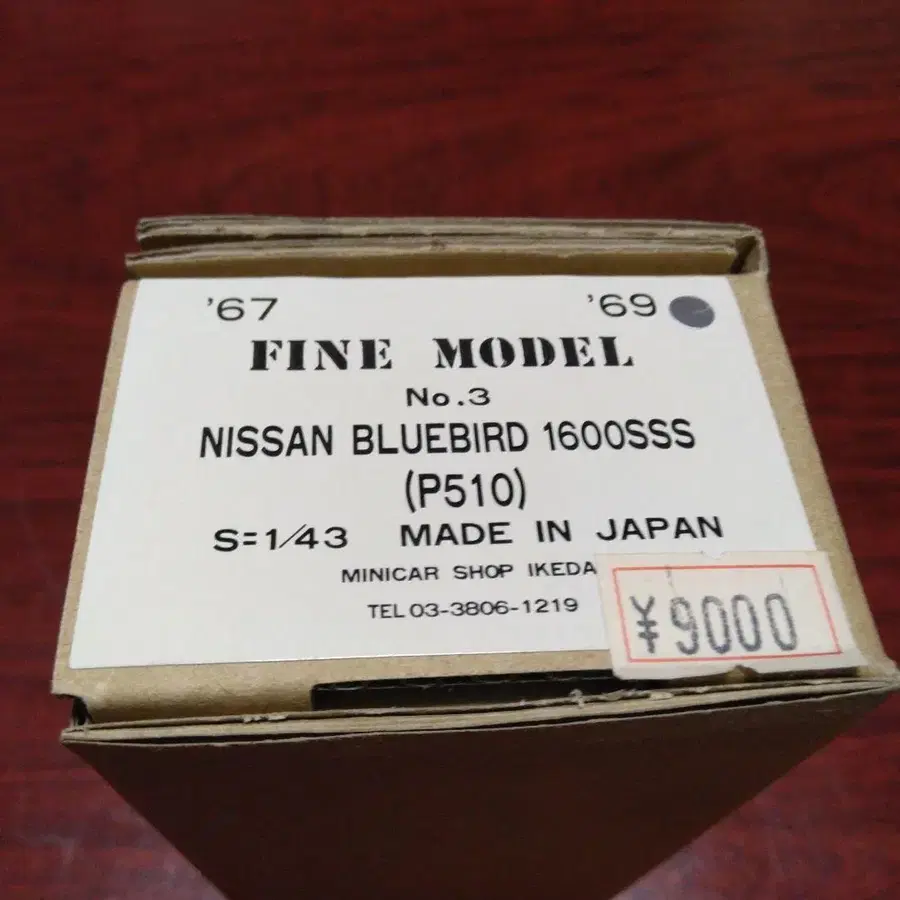 '67 '69
FINE MODEL
No.3
NISSAN BLUEBIRD 1600SSS
(P510)
S=1/43 MADE IN JAPAN
MINICAR SHOP IKEDA
TEL 03-3806-1219
¥9000